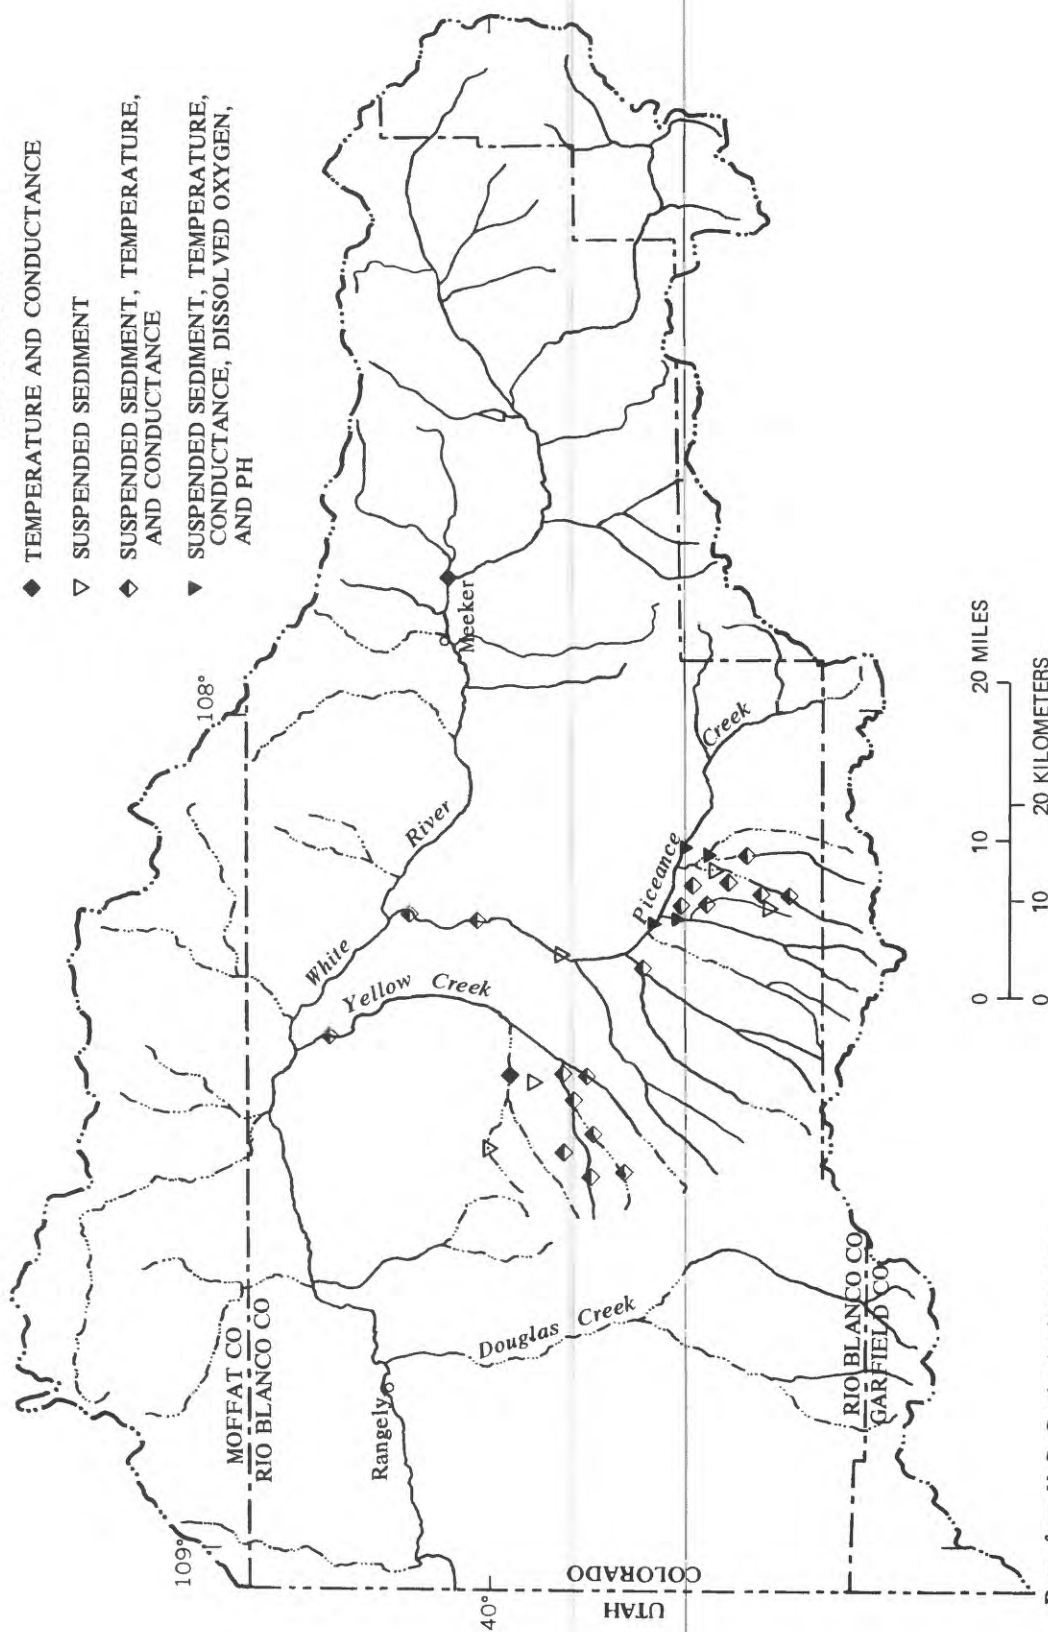 TEMPERATURE AND CONDUCTANCE
SUSPENDED SEDIMENT
SUSPENDED SEDIMENT, TEMPERATURE,
AND CONDUCTANCE
SUSPENDED SEDIMENT, TEMPERATURE,
CONDUCTANCE, DISSOLVED OXYGEN,
AND PH
109°
108°
MOFFAT CO
RIO BLANCO CO
White
River
Meeker
Yellow Creek
Rangely
Douglas Creek
Piceance
Creek
40°
UTAH
COLORADO
RIO BLANCO CO
GARFIELD CO
0 10 20 MILES
0 10 20 KILOMETERS